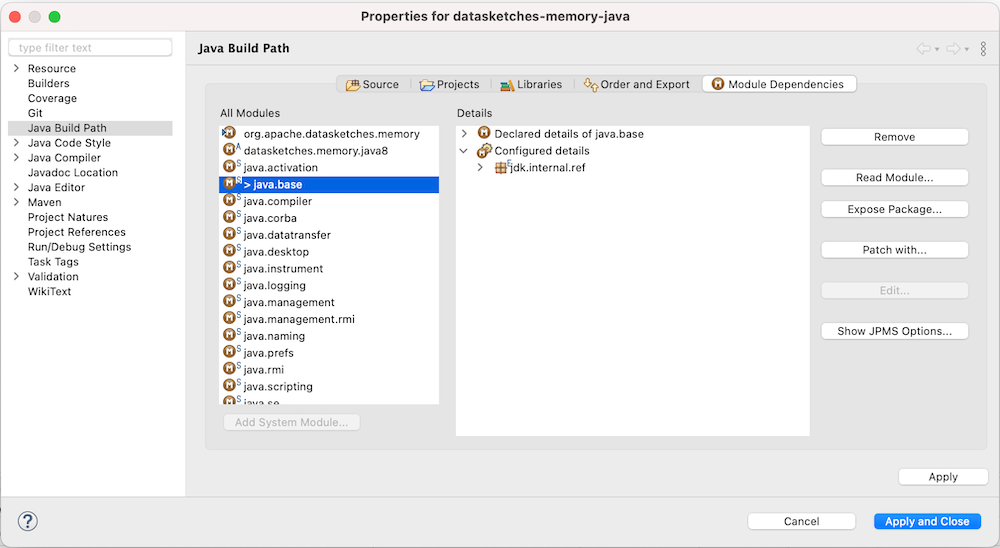 Properties for datasketches-memory-java
type filter text
Resource
Builders
Coverage
Git
Java Build Path
Java Code Style
Java Compiler
Javadoc Location
Java Editor
Maven
Project Natures
Project References
Run/Debug Settings
Task Tags
Validation
WikiText
Java Build Path
Source
Projects
Libraries
Order and Export
Module Dependencies
All Modules
org.apache.datasketches.memory
datasketches.memory.java8
java.activation
> java.base
java.compiler
java.corba
java.datatransfer
java.desktop
java.instrument
java.logging
java.management
java.management.rmi
java.naming
java.prefs
java.rmi
java.scripting
java.se
Add System Module...
Details
Declared details of java.base
Configured details
jdk.internal.ref
Remove
Read Module...
Expose Package...
Patch with...
Edit...
Show JPMS Options...
Apply
?
Cancel
Apply and Close